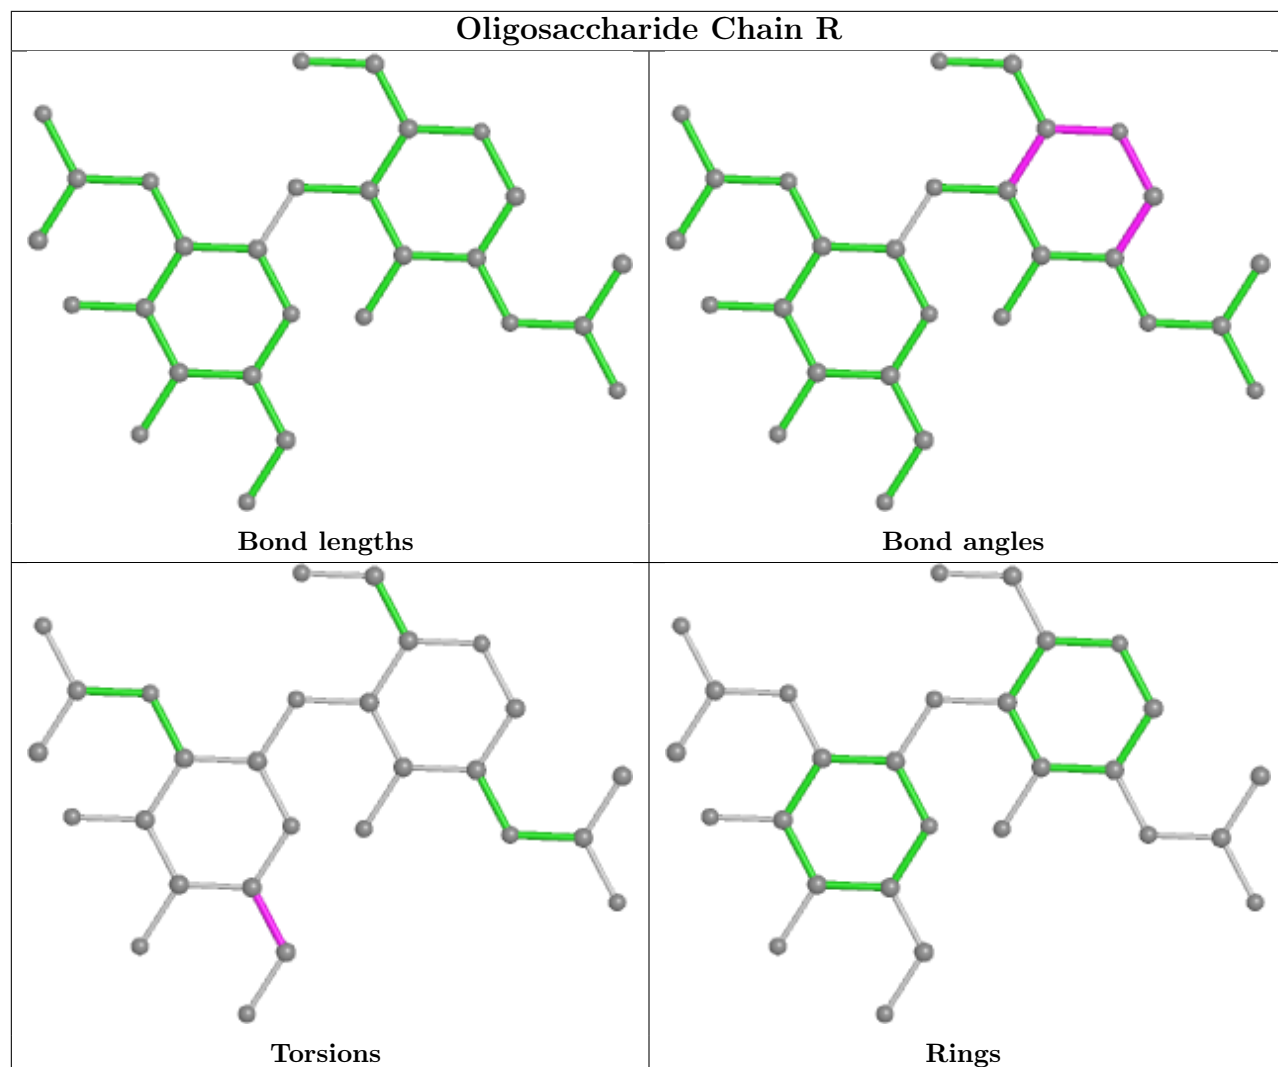 Oligosaccharide Chain R
Bond lengths
Bond angles
Torsions
Rings